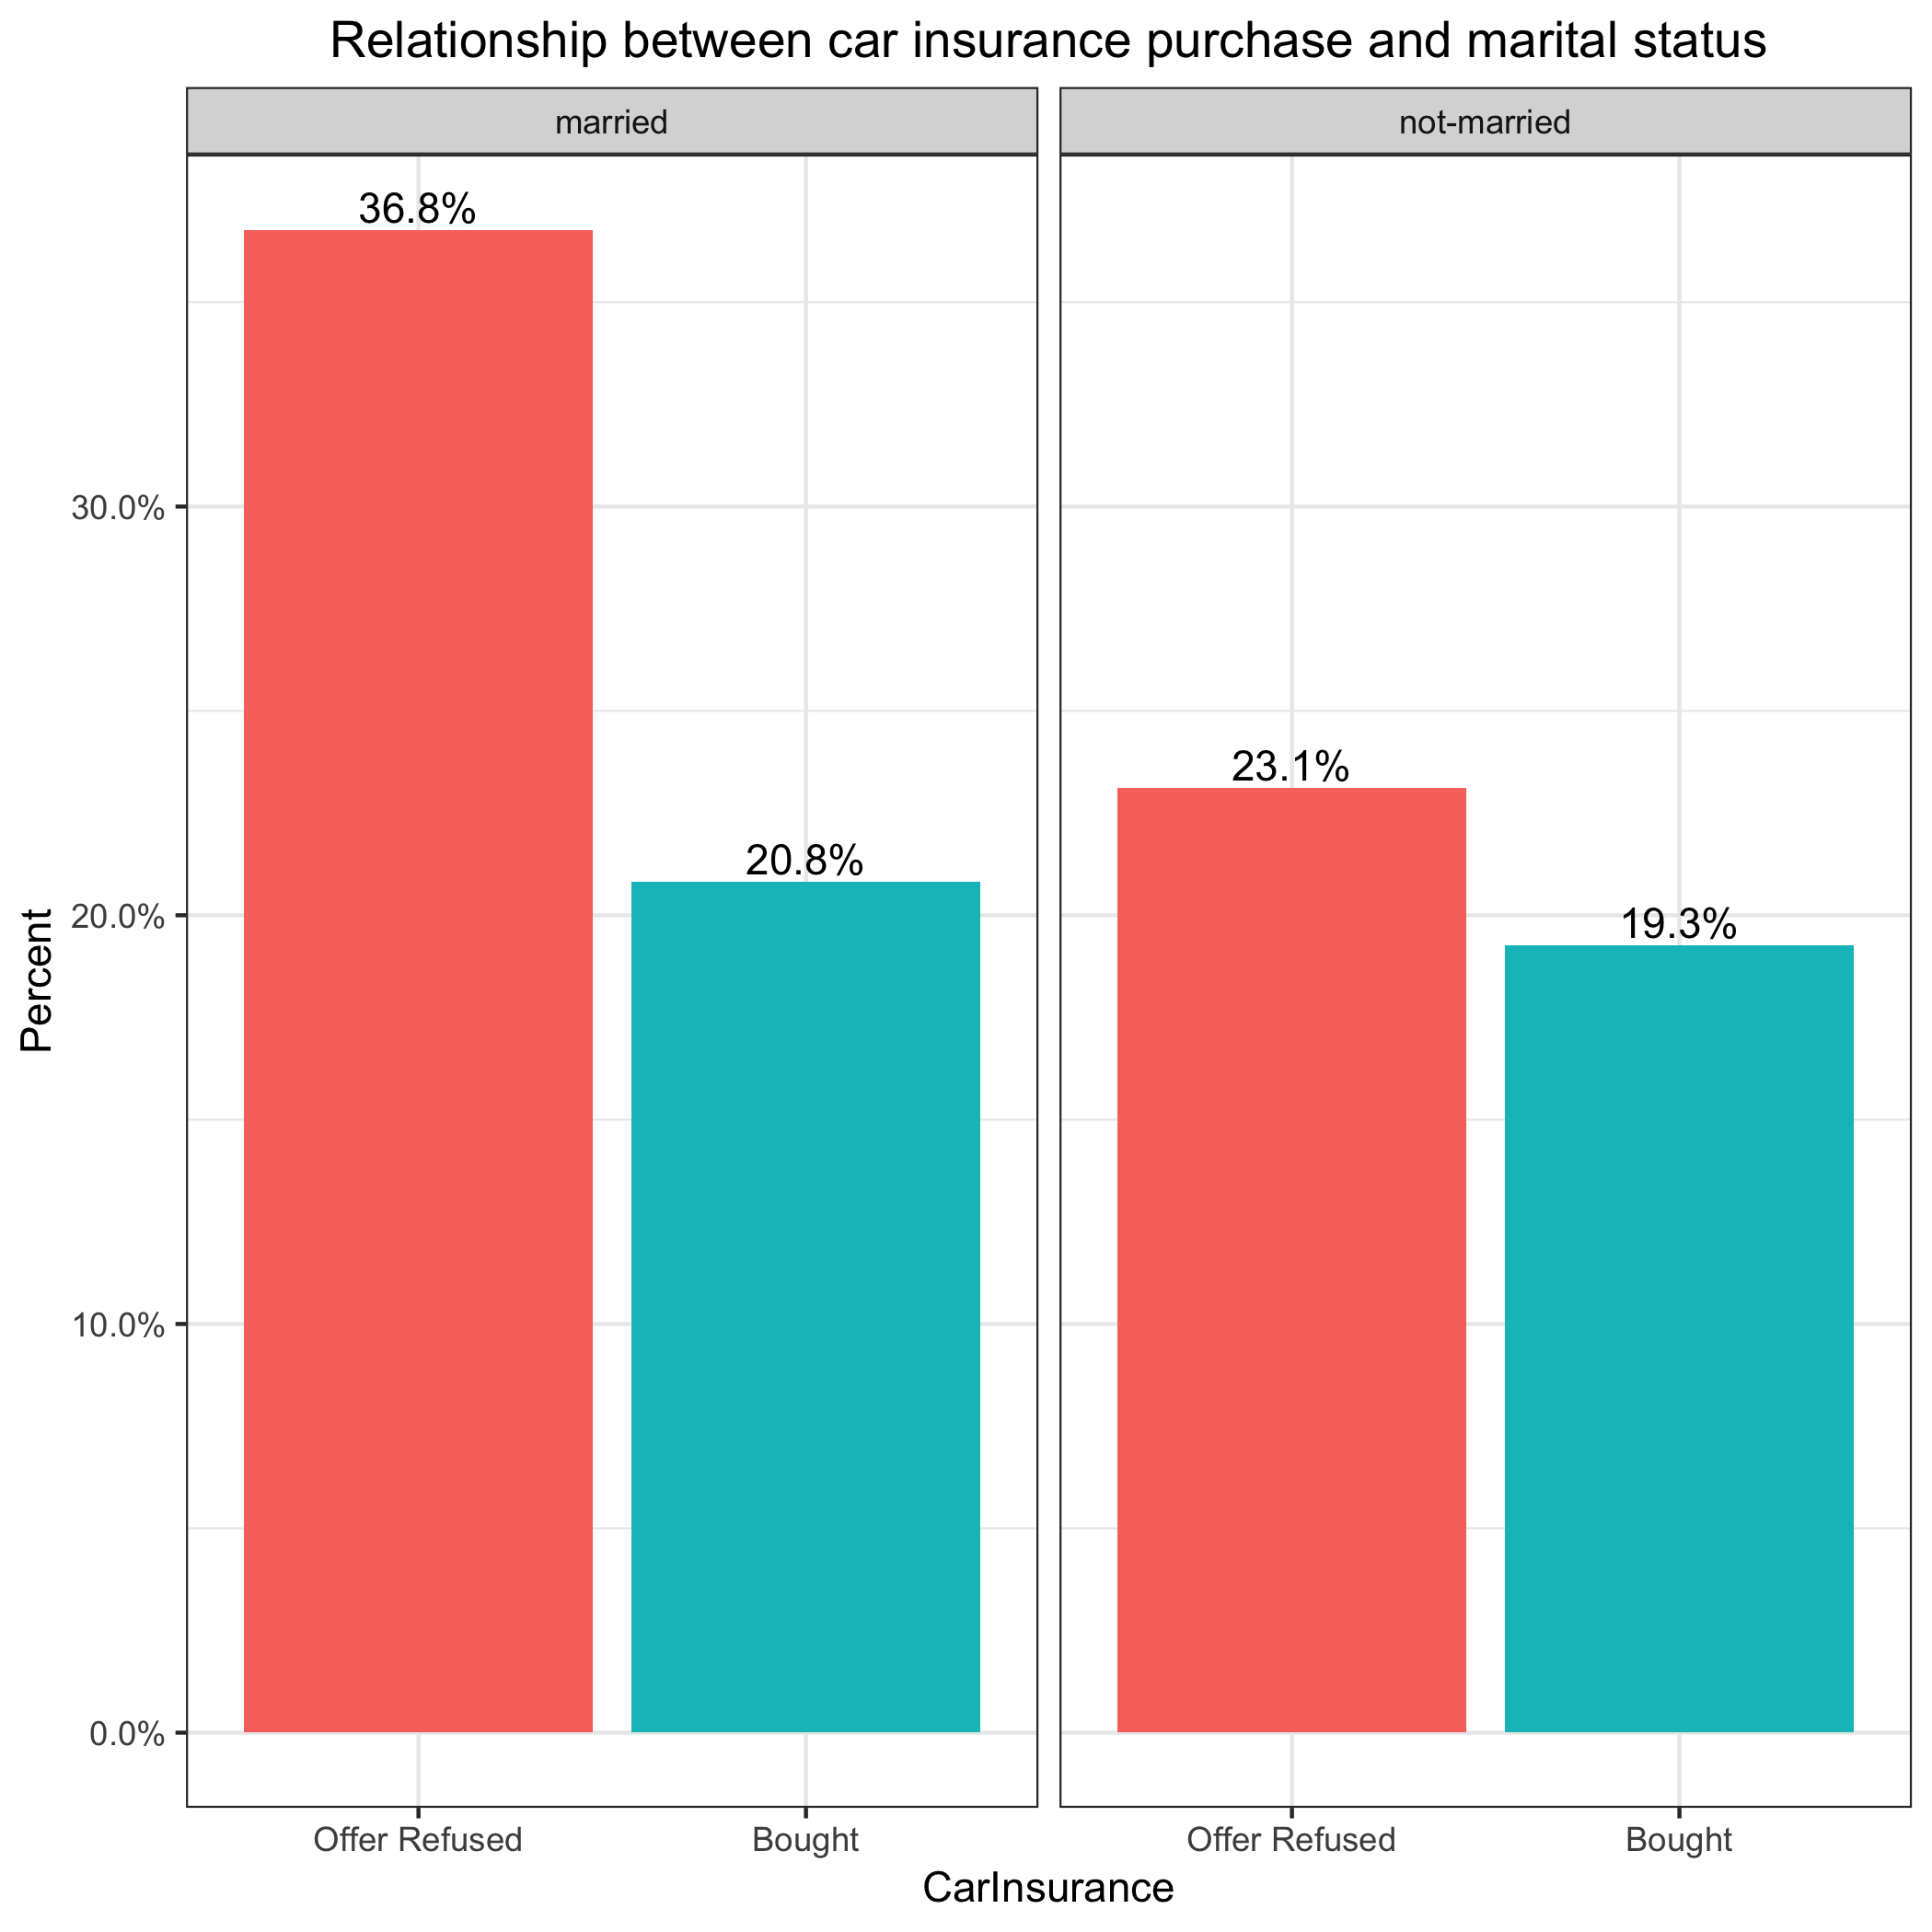 Relationship between car insurance purchase and marital status
married
not-married
36.8%
20.8%
23.1%
19.3%
30.0%
20.0%
10.0%
0.0%
Percent
Offer Refused
Bought
Offer Refused
Bought
CarInsurance